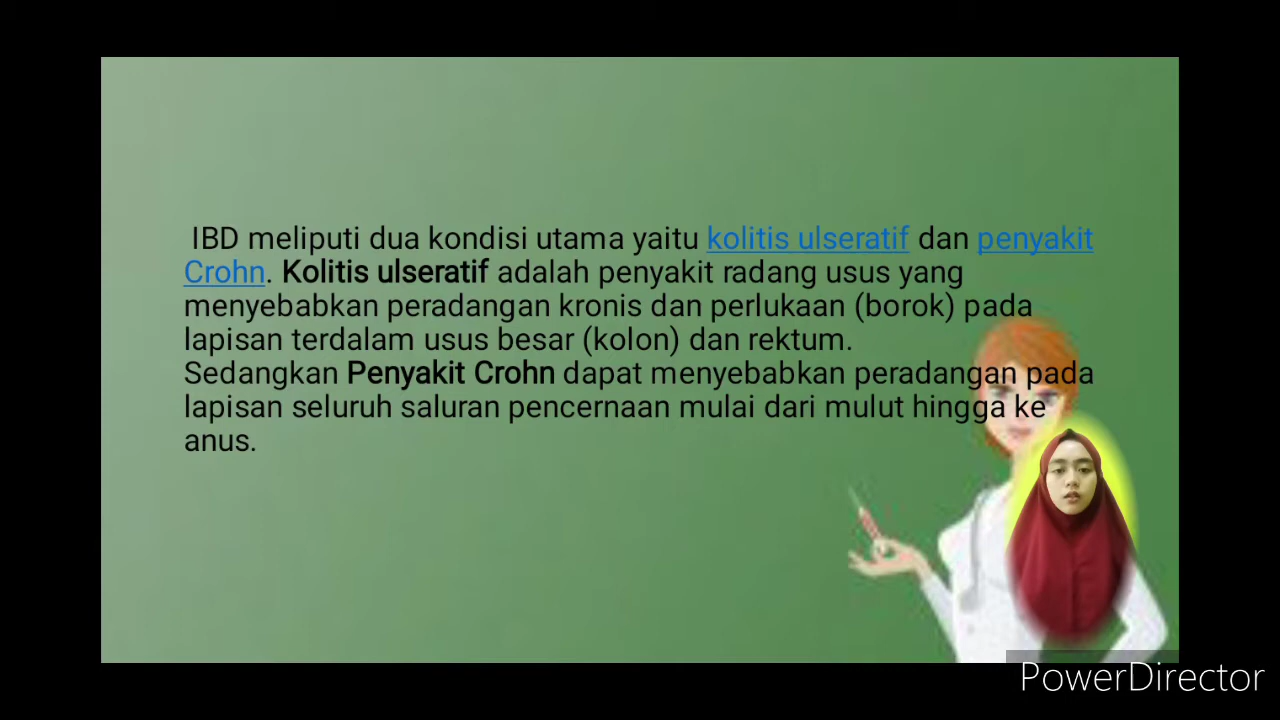 IBD meliputi dua kondisi utama yaitu kolitis ulseratif dan penyakit
Crohn. Kolitis ulseratif adalah penyakit radang usus yang
menyebabkan peradangan kronis dan perlukaan (borok) pada
lapisan terdalam usus besar (kolon) dan rektum.
Sedangkan Penyakit Crohn dapat menyebabkan peradangan pada
lapisan seluruh saluran pencernaan mulai dari mulut hingga ke
anus.
PowerDirector